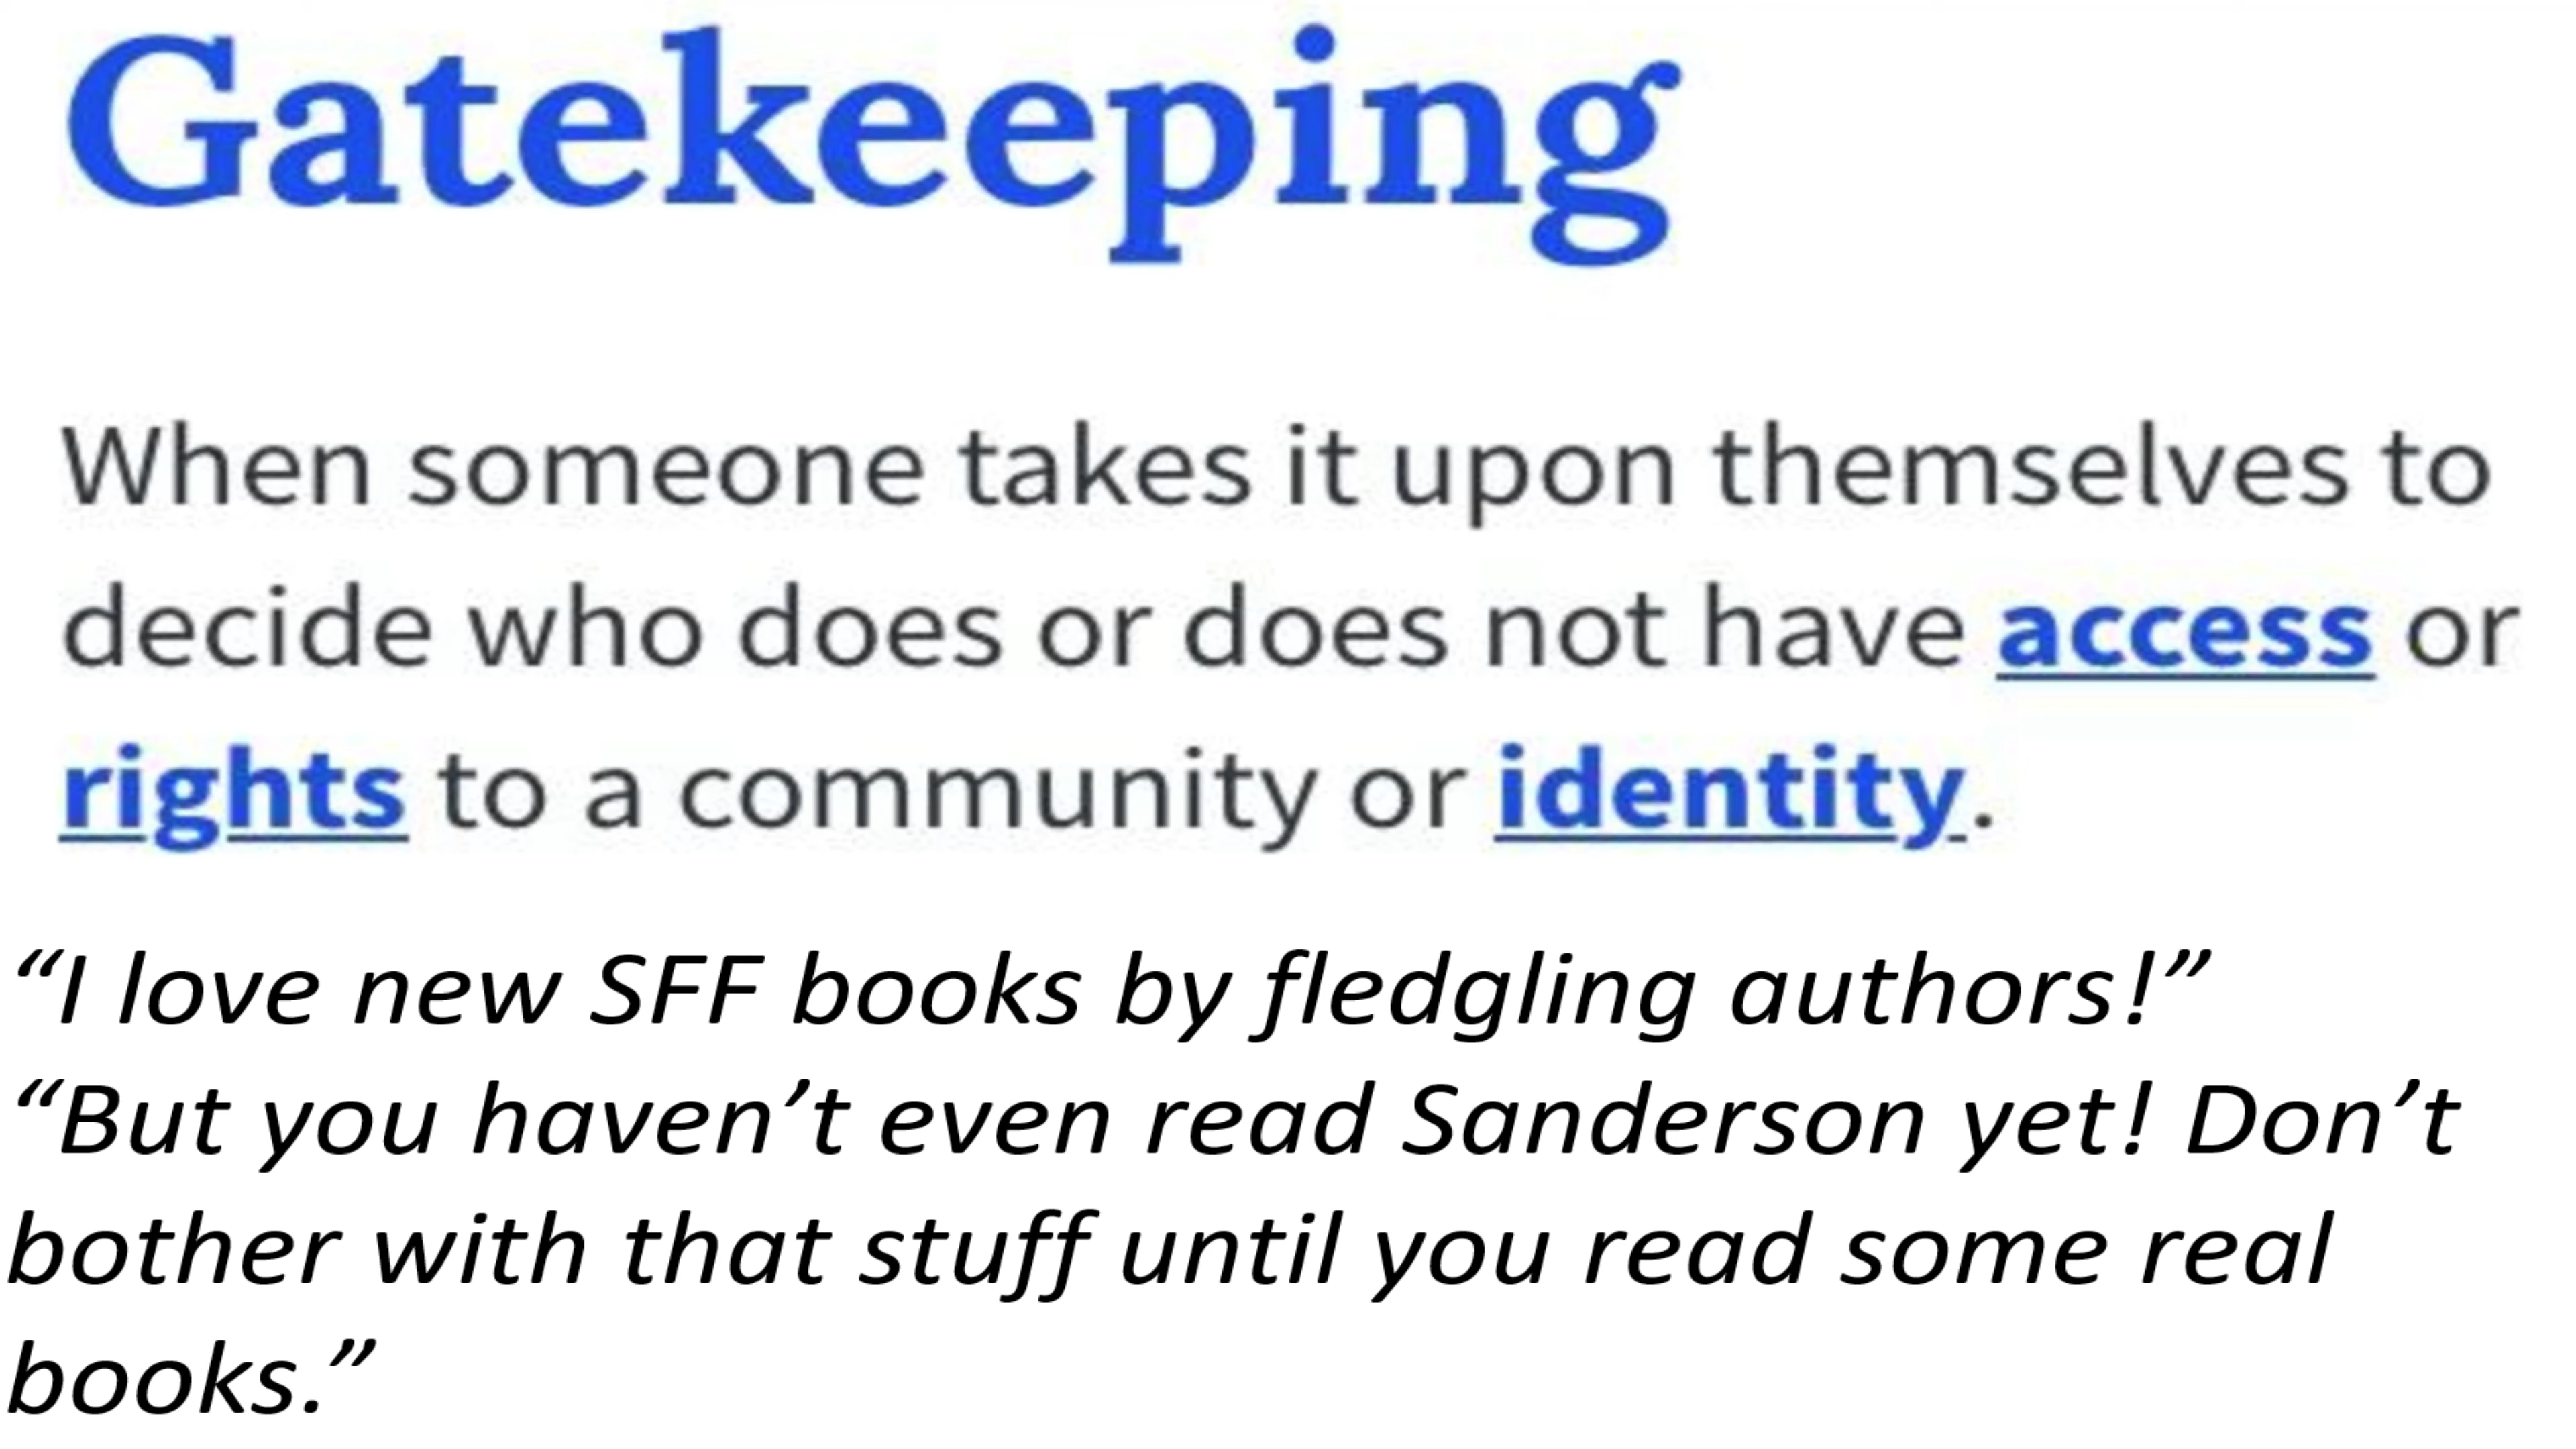 Gatekeeping
When someone takes it upon themselves to
decide who does or does not have access or
rights to a community or identity.
“I love new SFF books by fledgling authors!”
“But you haven’t even read Sanderson yet! Don’t
bother with that stuff until you read some real
books.”